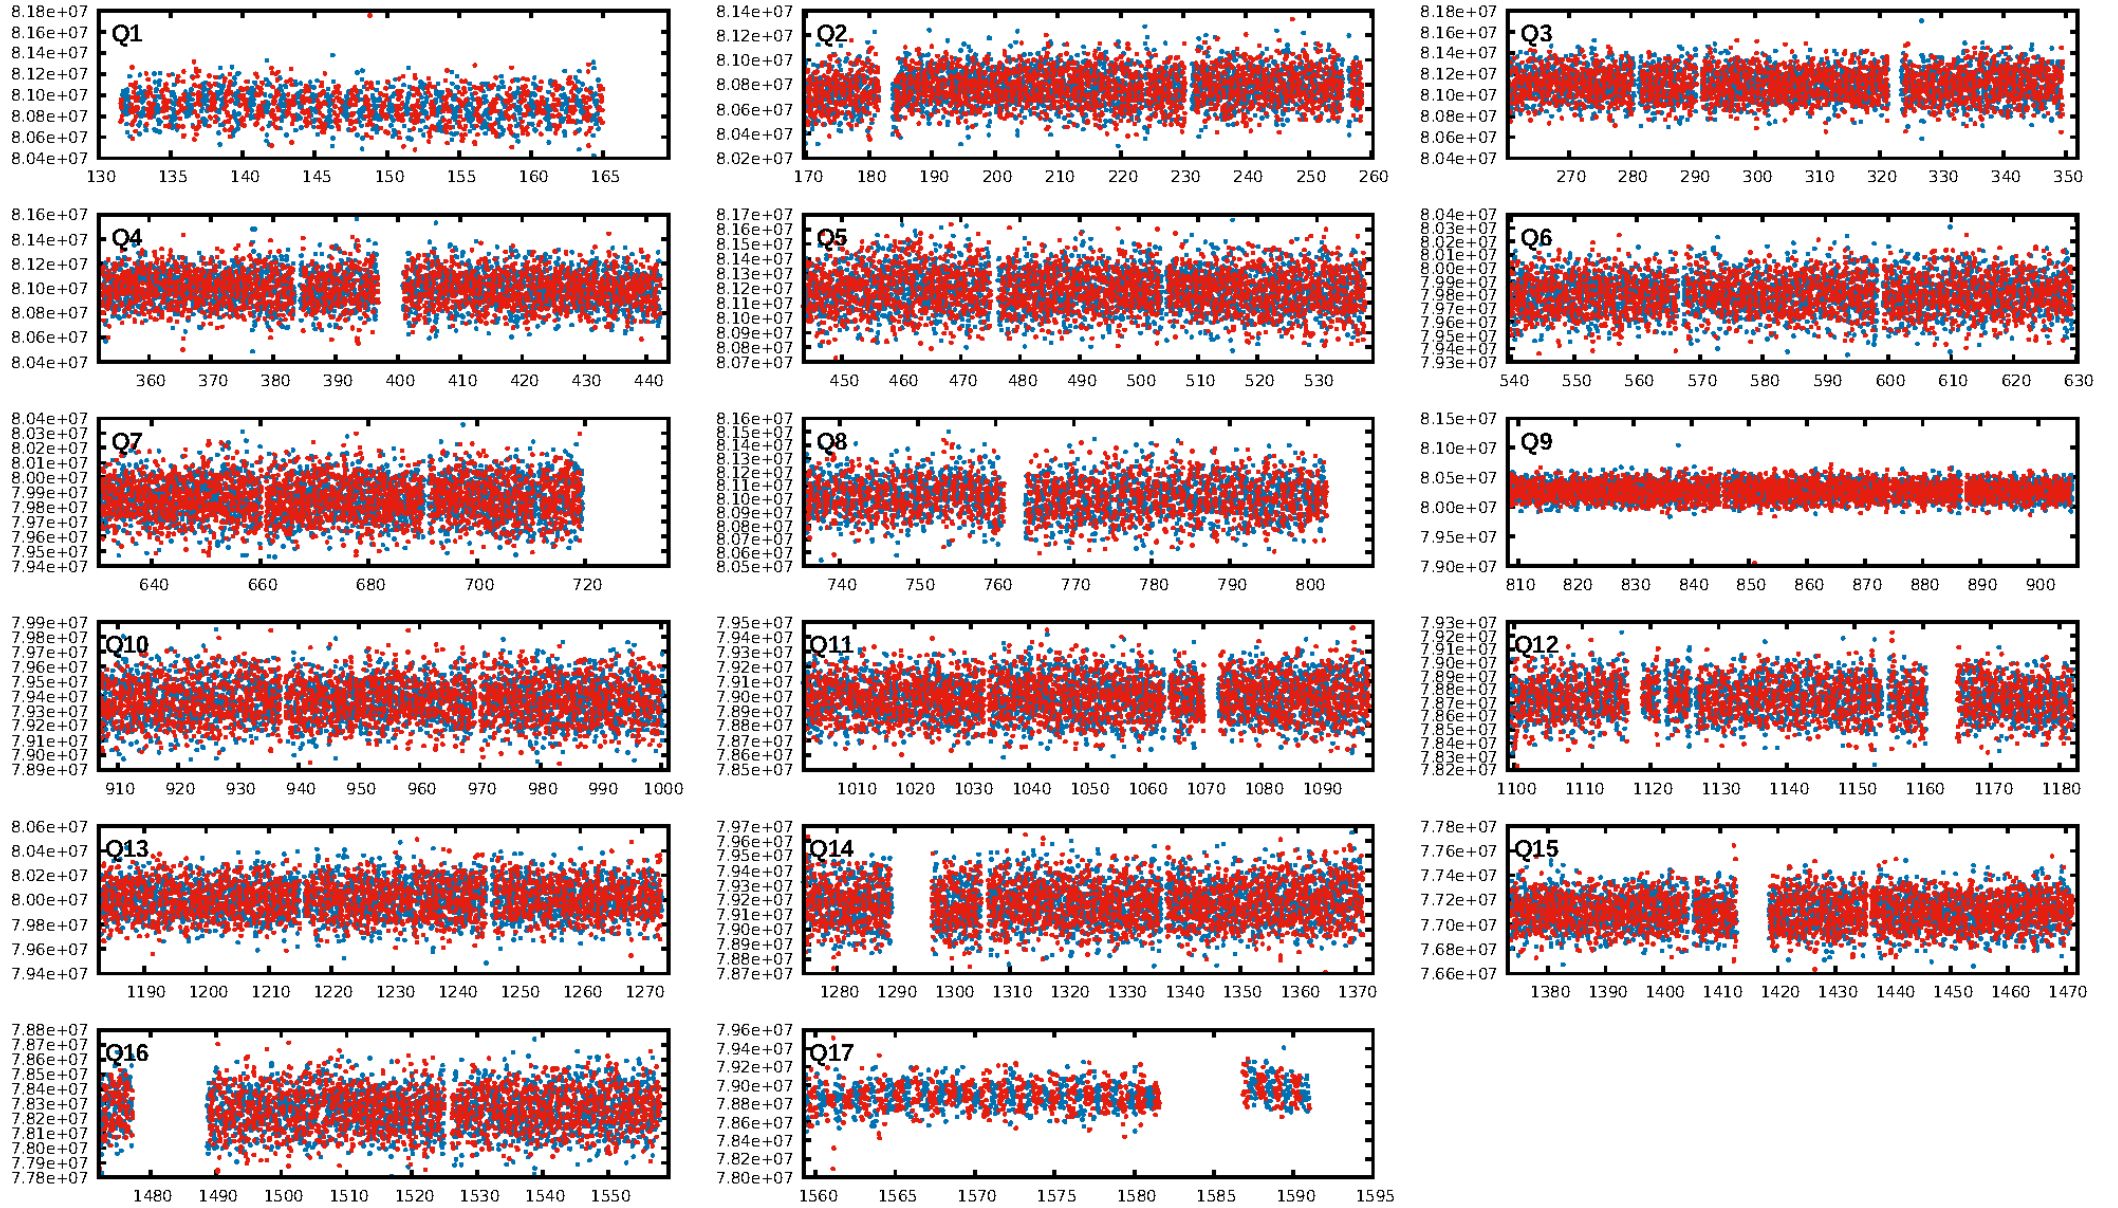 Q1
8.18e+07
8.16e+07
8.14e+07
8.12e+07
8.10e+07
8.08e+07
8.06e+07
8.04e+07
130 135 140 145 150 155 160 165
Q2
8.14e+07
8.12e+07
8.10e+07
8.08e+07
8.06e+07
8.04e+07
8.02e+07
170 180 190 200 210 220 230 240 250 260
Q3
8.18e+07
8.16e+07
8.14e+07
8.12e+07
8.10e+07
8.08e+07
8.06e+07
8.04e+07
270 280 290 300 310 320 330 340 350
Q4
8.16e+07
8.14e+07
8.12e+07
8.10e+07
8.08e+07
8.06e+07
8.04e+07
360 370 380 390 400 410 420 430 440
Q5
8.17e+07
8.16e+07
8.15e+07
8.14e+07
8.13e+07
8.12e+07
8.11e+07
8.10e+07
8.09e+07
8.08e+07
8.07e+07
450 460 470 480 490 500 510 520 530
Q6
8.04e+07
8.03e+07
8.02e+07
8.01e+07
8.00e+07
7.99e+07
7.98e+07
7.97e+07
7.96e+07
7.95e+07
7.94e+07
7.93e+07
540 550 560 570 580 590 600 610 620 630
Q7
8.04e+07
8.03e+07
8.02e+07
8.01e+07
8.00e+07
7.99e+07
7.98e+07
7.97e+07
7.96e+07
7.95e+07
7.94e+07
640 660 680 700 720
Q8
8.16e+07
8.15e+07
8.14e+07
8.13e+07
8.12e+07
8.11e+07
8.10e+07
8.09e+07
8.08e+07
8.07e+07
8.06e+07
8.05e+07
740 750 760 770 780 790 800
Q9
8.15e+07
8.10e+07
8.05e+07
8.00e+07
7.95e+07
7.90e+07
810 820 830 840 850 860 870 880 890 900
Q10
7.99e+07
7.98e+07
7.97e+07
7.96e+07
7.95e+07
7.94e+07
7.93e+07
7.92e+07
7.91e+07
7.90e+07
7.89e+07
910 920 930 940 950 960 970 980 990 1000
Q11
7.95e+07
7.94e+07
7.93e+07
7.92e+07
7.91e+07
7.90e+07
7.89e+07
7.88e+07
7.87e+07
7.86e+07
7.85e+07
1010 1020 1030 1040 1050 1060 1070 1080 1090
Q12
7.93e+07
7.92e+07
7.91e+07
7.90e+07
7.89e+07
7.88e+07
7.87e+07
7.86e+07
7.85e+07
7.84e+07
7.83e+07
7.82e+07
1100 1110 1120 1130 1140 1150 1160 1170 1180
Q13
8.06e+07
8.04e+07
8.02e+07
8.00e+07
7.98e+07
7.96e+07
7.94e+07
1190 1200 1210 1220 1230 1240 1250 1260 1270
Q14
7.97e+07
7.96e+07
7.95e+07
7.94e+07
7.93e+07
7.92e+07
7.91e+07
7.90e+07
7.89e+07
7.88e+07
7.87e+07
1280 1290 1300 1310 1320 1330 1340 1350 1360 1370
Q15
7.78e+07
7.76e+07
7.74e+07
7.72e+07
7.70e+07
7.68e+07
7.66e+07
1380 1390 1400 1410 1420 1430 1440 1450 1460 1470
Q16
7.88e+07
7.87e+07
7.86e+07
7.85e+07
7.84e+07
7.83e+07
7.82e+07
7.81e+07
7.80e+07
7.79e+07
7.78e+07
1480 1490 1500 1510 1520 1530 1540 1550
Q17
7.96e+07
7.94e+07
7.92e+07
7.90e+07
7.88e+07
7.86e+07
7.84e+07
7.82e+07
7.80e+07
1560 1565 1570 1575 1580 1585 1590 1595